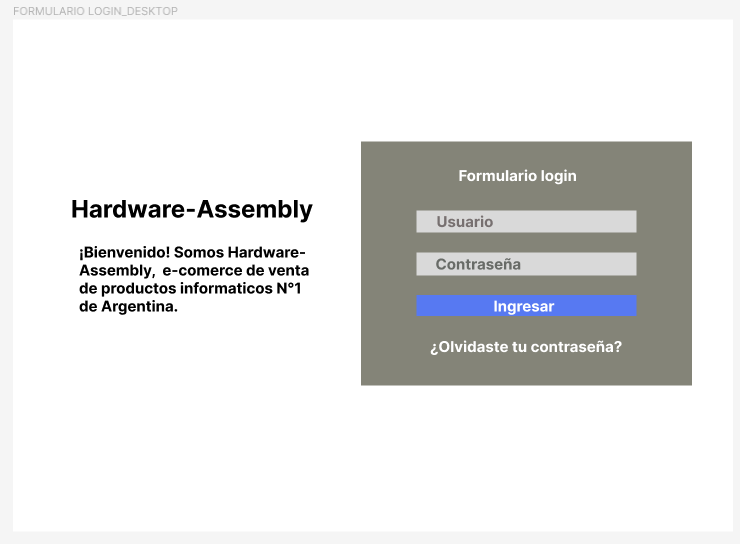 FORMULARIO LOGIN_DESKTOP
Hardware-Assembly
¡Bienvenido! Somos Hardware-
Assembly, e-comerce de venta
de productos informaticos N°1
de Argentina.
Formulario login
Usuario
Contraseña
Ingresar
¿Olvidaste tu contraseña?